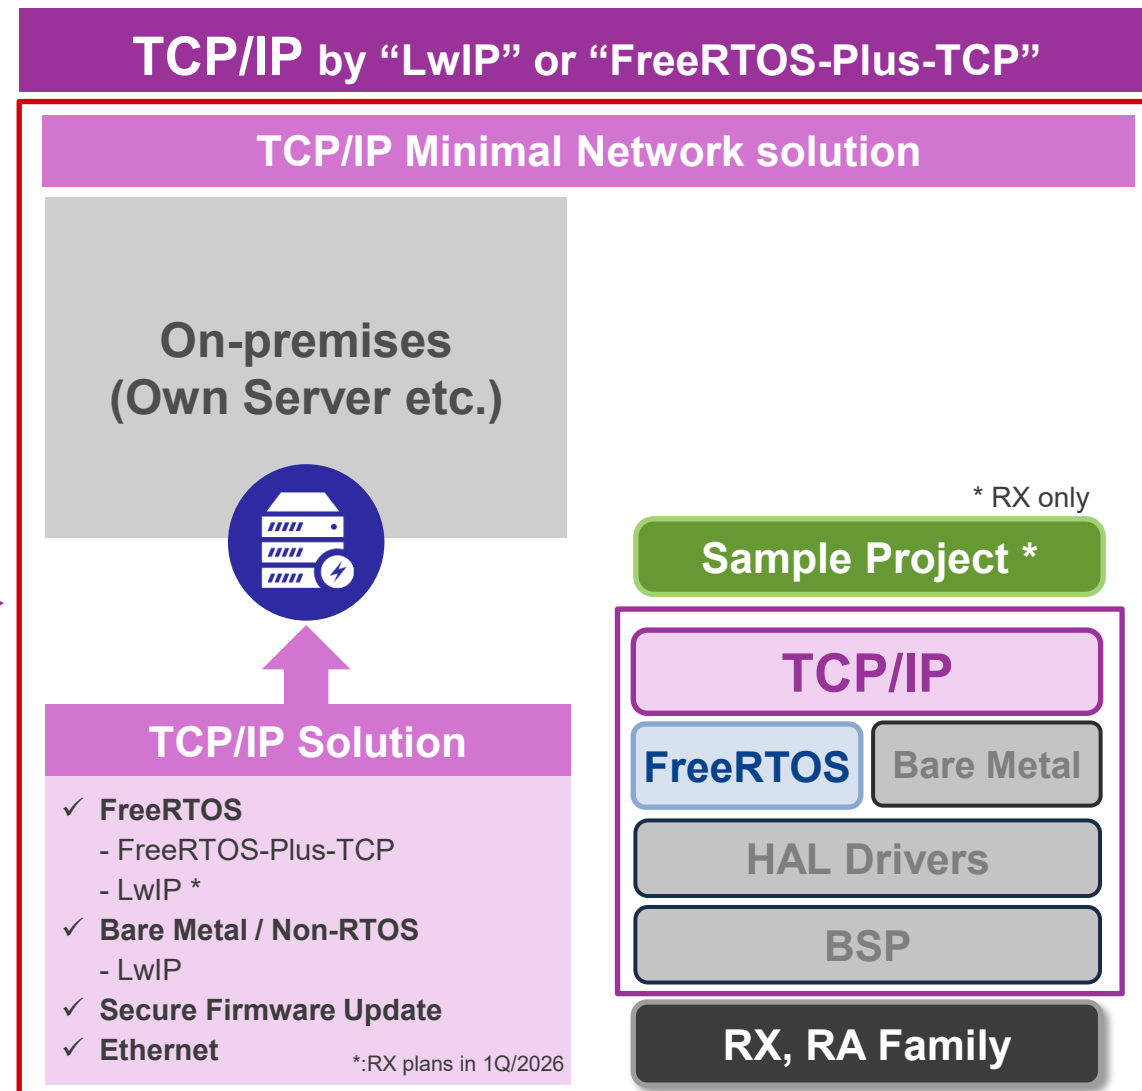 TCP/IP by “LwIP” or “FreeRTOS-Plus-TCP”
TCP/IP Minimal Network solution
On-premises
(Own Server etc.)
TCP/IP Solution
✓ FreeRTOS
- FreeRTOS-Plus-TCP
- LwIP *
✓ Bare Metal / Non-RTOS
- LwIP
✓ Secure Firmware Update
✓ Ethernet
*:RX plans in 1Q/2026
* RX only
Sample Project *
TCP/IP
FreeRTOS
Bare Metal
HAL Drivers
BSP
RX, RA Family